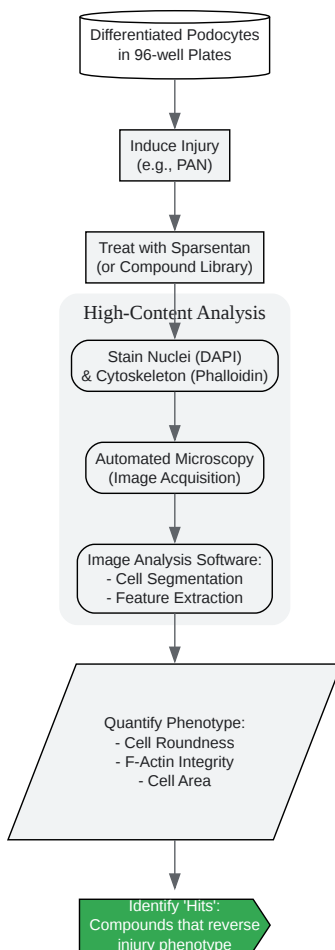 Differentiated Podocytes
in 96-well Plates
Induce Injury
(e.g., PAN)
Treat with Sparsentan
(or Compound Library)
High-Content Analysis
Stain Nuclei (DAPI)
& Cytoskeleton (Phalloidin)
Automated Microscopy
(Image Acquisition)
Image Analysis Software:
- Cell Segmentation
- Feature Extraction
Quantify Phenotype:
- Cell Roundness
- F-Actin Integrity
- Cell Area
Identify 'Hits':
Compounds that reverse
injury phenotype